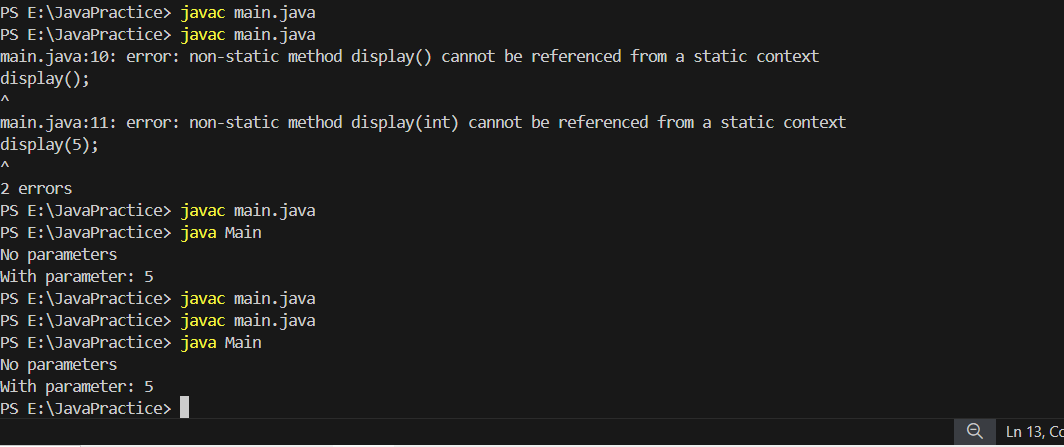 PS E:\JavaPractice> javac main.java
PS E:\JavaPractice> javac main.java
main.java:10: error: non-static method display() cannot be referenced from a static context
display();
^
main.java:11: error: non-static method display(int) cannot be referenced from a static context
display(5);
^
2 errors
PS E:\JavaPractice> javac main.java
PS E:\JavaPractice> java Main
No parameters
With parameter: 5
PS E:\JavaPractice> javac main.java
PS E:\JavaPractice> javac main.java
PS E:\JavaPractice> java Main
No parameters
With parameter: 5
PS E:\JavaPractice>
Ln 13, Co